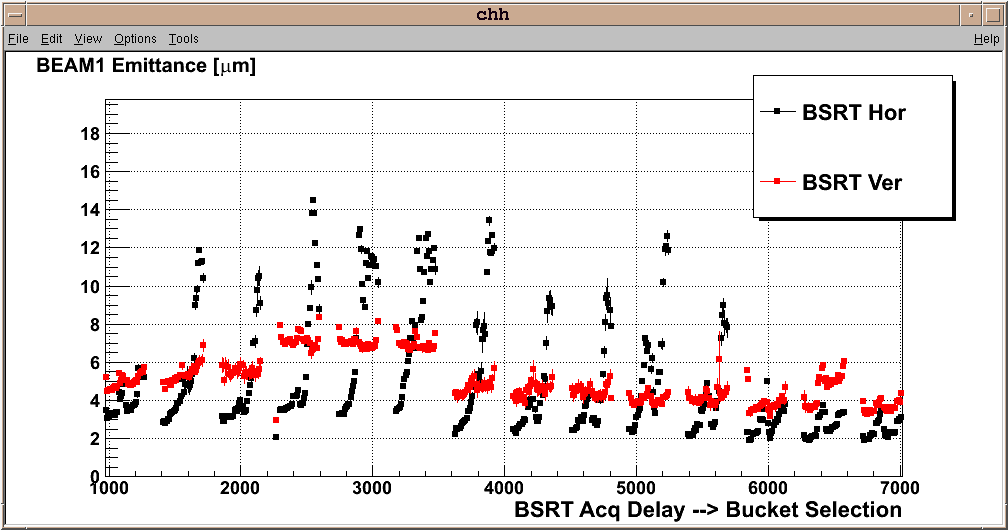 chh
File Edit View Options Tools Help
BEAM1 Emittance [μm]
BSRT Hor
BSRT Ver
18
16
14
12
10
8
6
4
2
0
1000 2000 3000 4000 5000 6000 7000
BSRT Acq Delay --> Bucket Selection